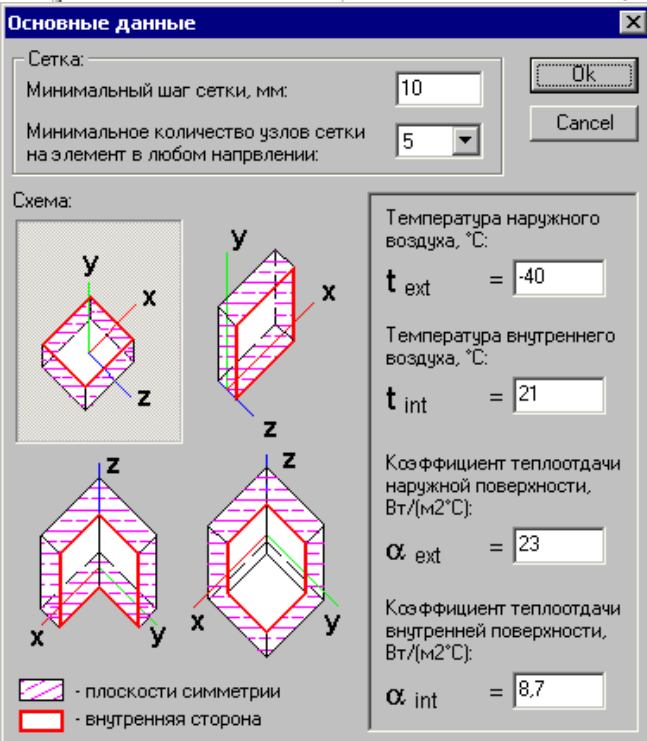 Основные данные
Сетка:
Минимальный шаг сетки, мм:
10
Минимальное количество узлов сетки
на элемент в любом напрвлении:
5
Ok
Cancel
Схема:
y
x
z
y
x
z
z
x
y
z
x
y
- плоскости симметрии
- внутренняя сторона
Температура наружного
воздуха, °C:
t ext = -40
Температура внутреннего
воздуха, °C:
t int = 21
Коэффициент теплоотдачи
наружной поверхности,
Вт/(м2°C):
α ext = 23
Коэффициент теплоотдачи
внутренней поверхности,
Вт/(м2°C):
α int = 8,7